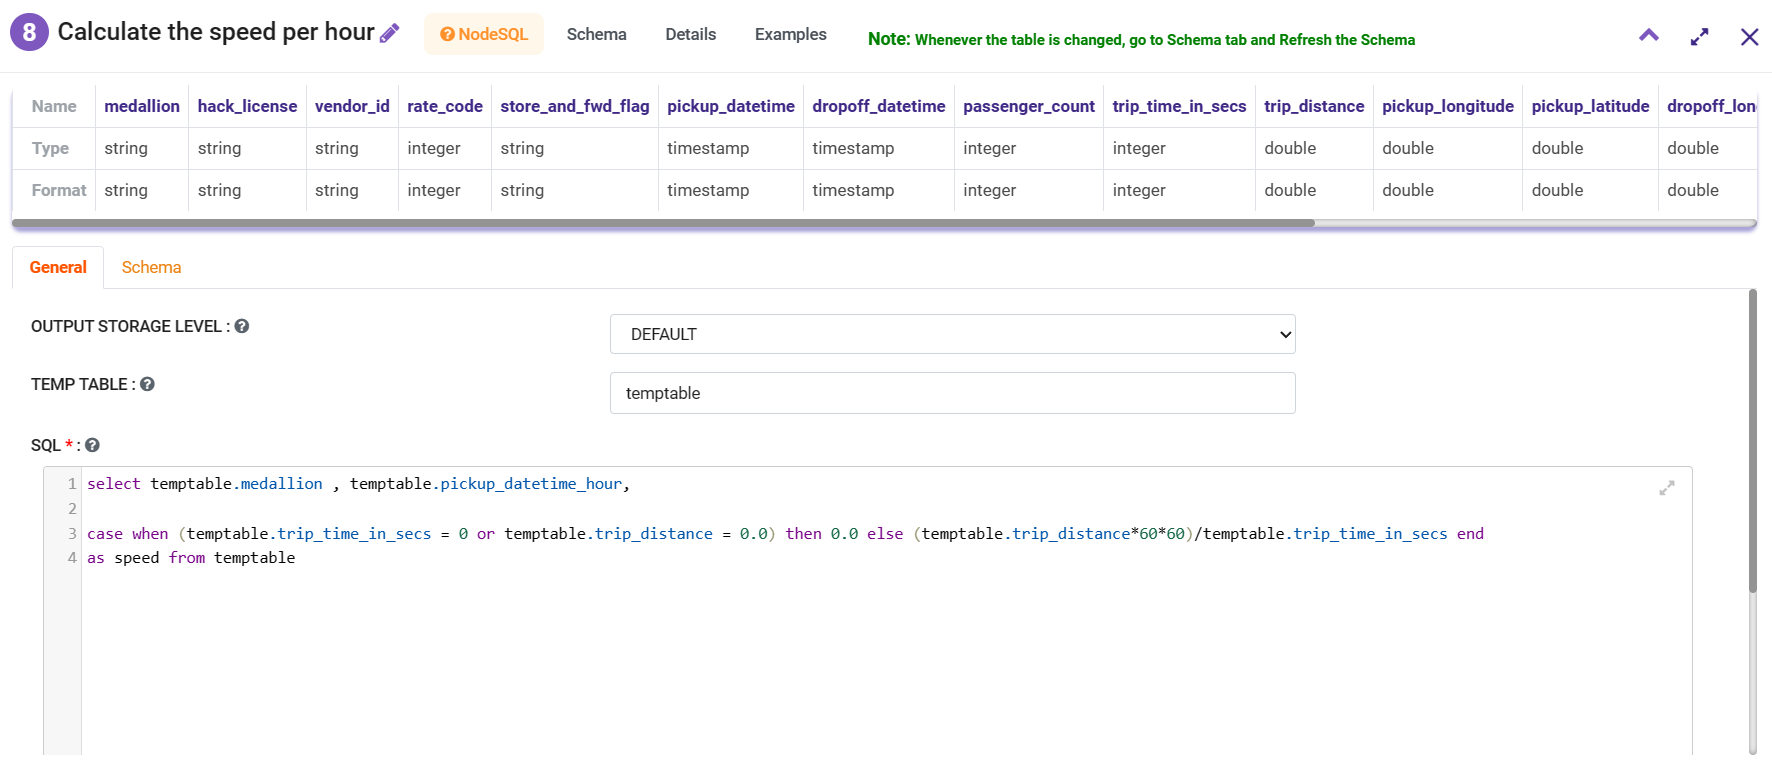 8 Calculate the speed per hour NodeSQL Schema Details Examples Note: Whenever the table is changed, go to Schema tab and Refresh the Schema
Name medallion hack_license vendor_id rate_code store_and_fwd_flag pickup_datetime dropoff_datetime passenger_count trip_time_in_secs trip_distance pickup_longitude pickup_latitude dropoff_lon
Type string string string integer string timestamp timestamp integer integer double double double double
Format string string string integer string timestamp timestamp integer integer double double double double
General Schema
OUTPUT STORAGE LEVEL : DEFAULT
TEMP TABLE : temptable
SQL * :
1 select temptable.medallion , temptable.pickup_datetime_hour,
2
3 case when (temptable.trip_time_in_secs = 0 or temptable.trip_distance = 0.0) then 0.0 else (temptable.trip_distance*60*60)/temptable.trip_time_in_secs end
4 as speed from temptable